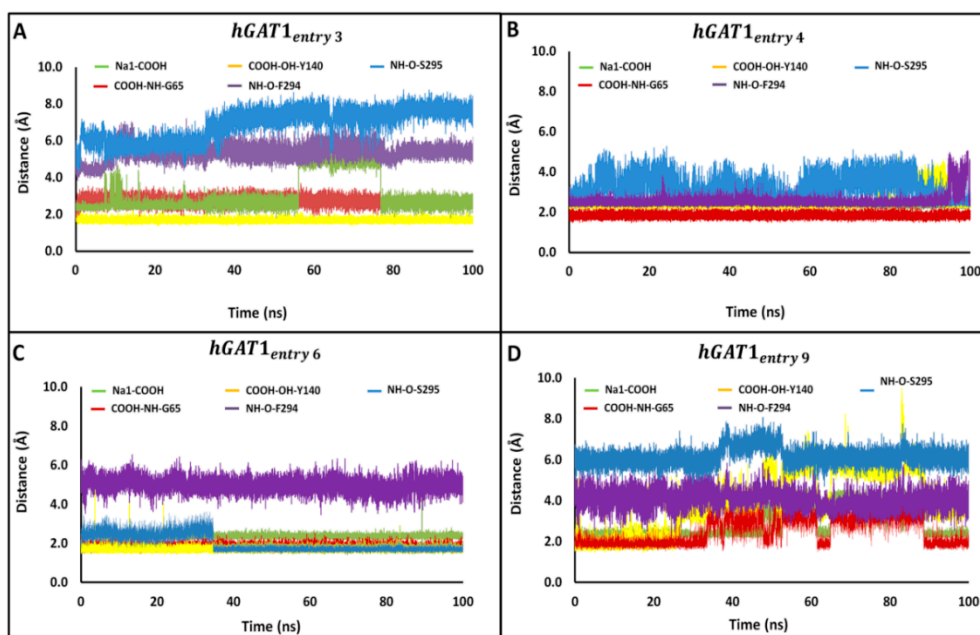 A
hGAT1entry 3
Na1-COOH COOH-OH-Y140 NH-O-S295
COOH-NH-G65 NH-O-F294
Distance (Å)
10.0
8.0
6.0
4.0
2.0
0.0
0 20 40 60 80 100
Time (ns)
B
hGAT1entry 4
Na1-COOH COOH-OH-Y140 NH-O-S295
COOH-NH-G65 NH-O-F294
Distance (Å)
10.0
8.0
6.0
4.0
2.0
0.0
0 20 40 60 80 100
Time (ns)
C
hGAT1entry 6
Na1-COOH COOH-OH-Y140 NH-O-S295
COOH-NH-G65 NH-O-F294
Distance (Å)
10.0
8.0
6.0
4.0
2.0
0.0
0 20 40 60 80 100
Time (ns)
D
hGAT1entry 9
Na1-COOH COOH-OH-Y140 NH-O-S295
COOH-NH-G65 NH-O-F294
Distance (Å)
10.0
8.0
6.0
4.0
2.0
0.0
0 20 40 60 80 100
Time (ns)